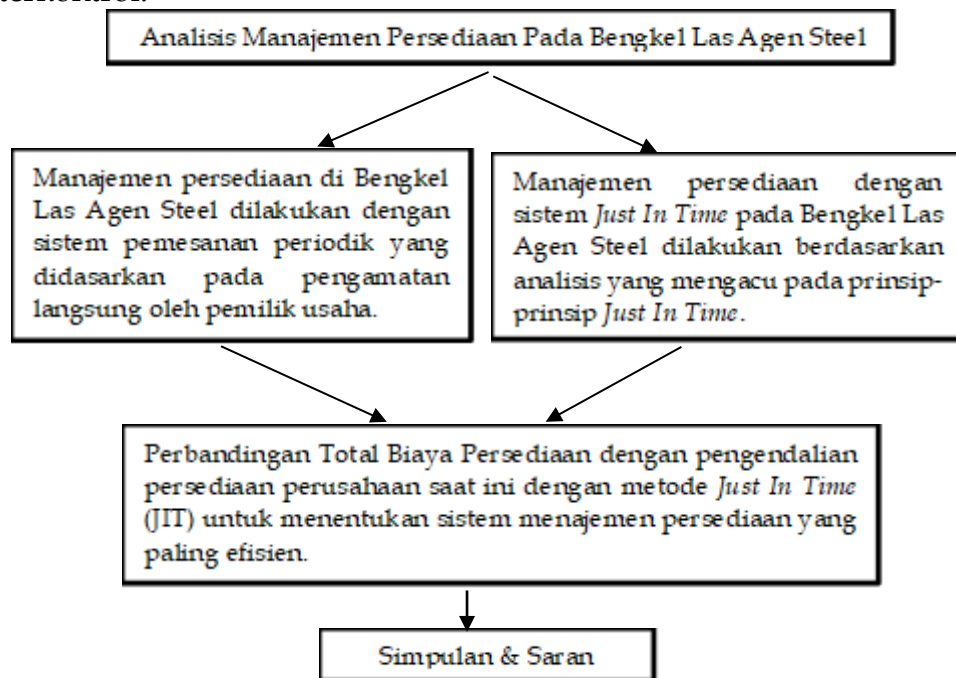 terkontrol.
Analisis Manajemen Persediaan Pada Bengkel Las Agen Steel
Manajemen persediaan di Bengkel
Las Agen Steel dilakukan dengan
sistem pemesanan periodik yang
didasarkan pada pengamatan
langsung oleh pemilik usaha.
Manajemen persediaan dengan
sistem Just In Time pada Bengkel Las
Agen Steel dilakukan berdasarkan
analisis yang mengacu pada prinsip-
prinsip Just In Time.
Perbandingan Total Biaya Persediaan dengan pengendalian
persediaan perusahaan saat ini dengan metode Just In Time
(JIT) untuk menentukan sistem menajemen persediaan yang
paling efisien.
Simpulan & Saran